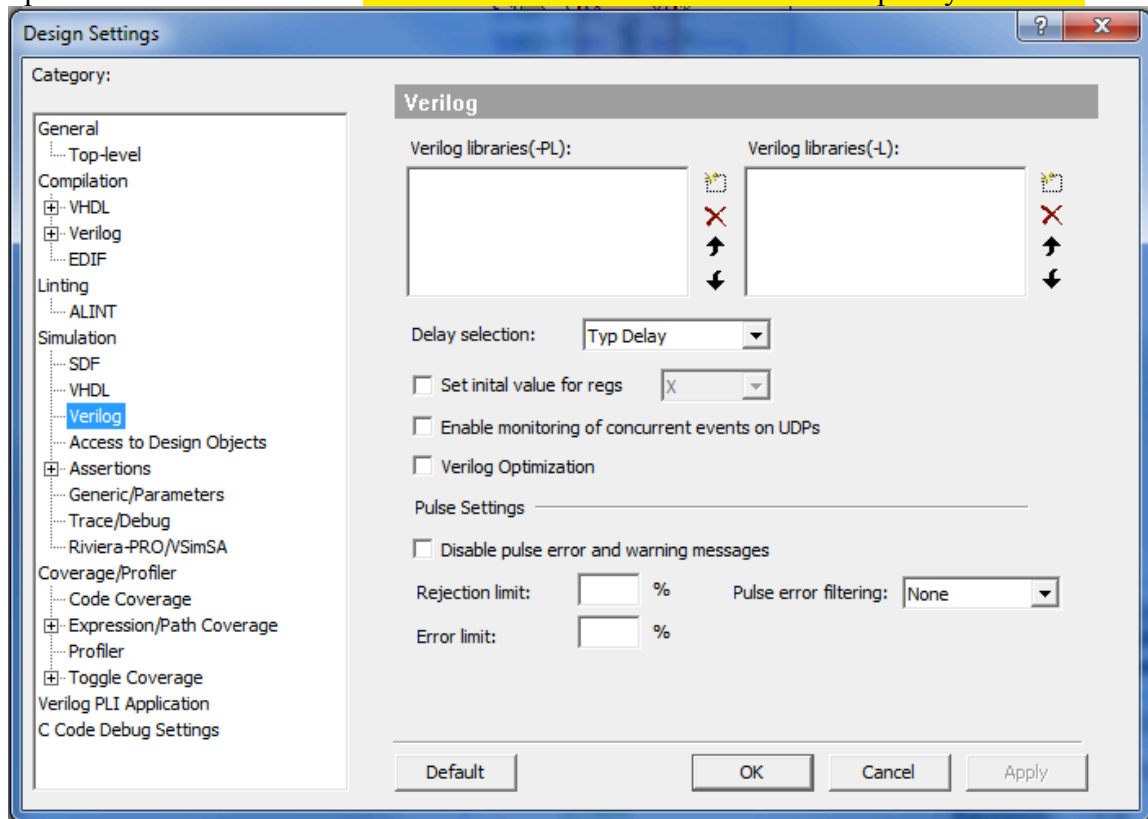 Design Settings
Category:
General
Top-level
Compilation
VHDL
Verilog
EDIF
Linting
ALINT
Simulation
SDF
VHDL
Verilog
Access to Design Objects
Assertions
Generic/Parameters
Trace/Debug
Riviera-PRO/VSimSA
Coverage/Profiler
Code Coverage
Expression/Path Coverage
Profiler
Toggle Coverage
Verilog PLI Application
C Code Debug Settings
Verilog
Verilog libraries(-PL): Verilog libraries(-L):
Delay selection: Typ Delay
Set inital value for regs X
Enable monitoring of concurrent events on UDPs
Verilog Optimization
Pulse Settings
Disable pulse error and warning messages
Rejection limit: % Pulse error filtering: None
Error limit: %
Default OK Cancel Apply